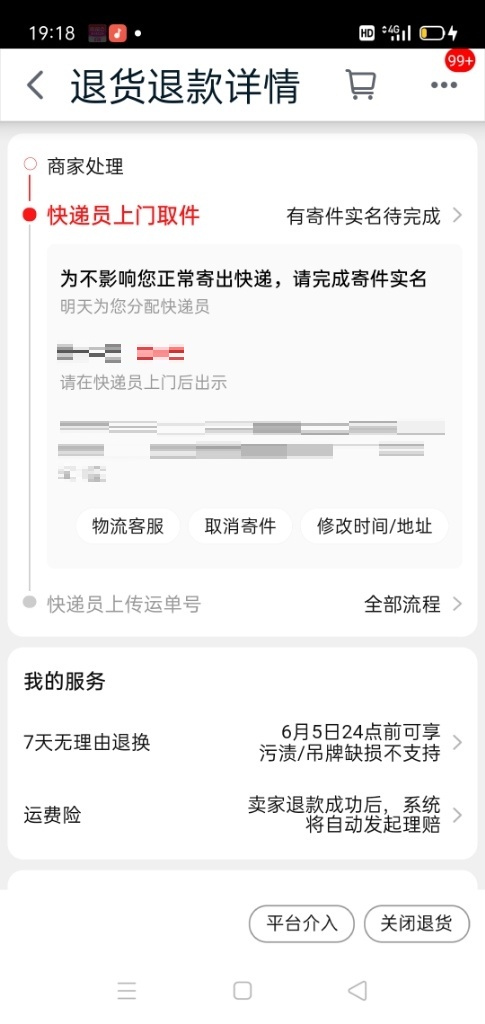 19:18
HD 4G
99+
退货退款详情
商家处理
快递员上门取件
有寄件实名待完成
为不影响您正常寄出快递，请完成寄件实名
明天为您分配快递员
请在快递员上门后出示
物流客服
取消寄件
修改时间/地址
快递员上传运单号
全部流程
我的服务
7天无理由退换
6月5日24点前可享
污渍/吊牌缺损不支持
运费险
卖家退款成功后，系统
将自动发起理赔
平台介入
关闭退货